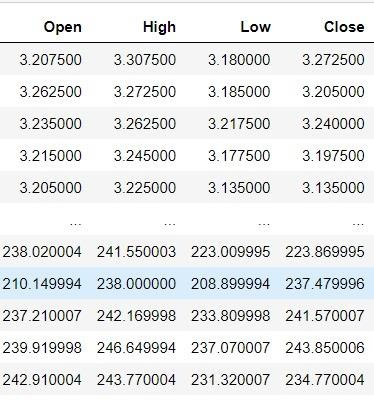 Open High Low Close
3.207500 3.307500 3.180000 3.272500
3.262500 3.272500 3.185000 3.205000
3.235000 3.262500 3.217500 3.240000
3.215000 3.245000 3.177500 3.197500
3.205000 3.225000 3.135000 3.135000
... ... ... ...
238.020004 241.550003 223.009995 223.869995
210.149994 238.000000 208.899994 237.479996
237.210007 242.169998 233.809998 241.570007
239.919998 246.649994 237.070007 243.850006
242.910004 243.770004 231.320007 234.770004